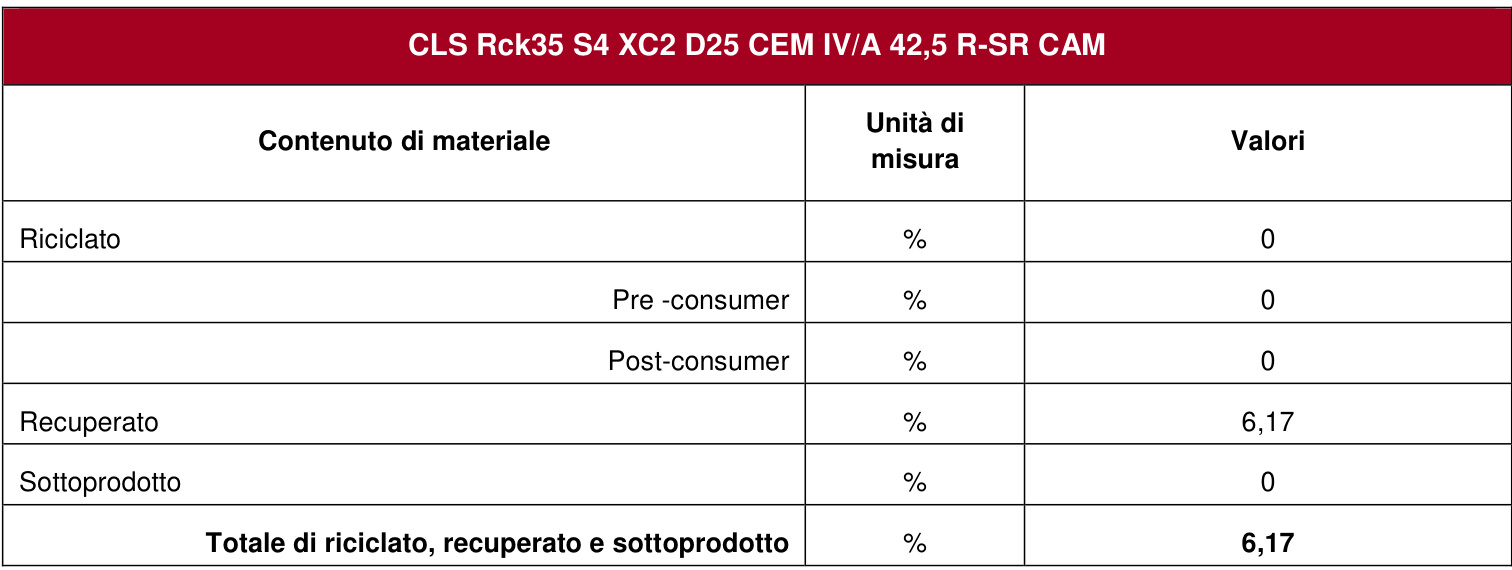 CLS Rck35 S4 XC2 D25 CEM IV/A 42,5 R-SR CAM
Contenuto di materiale
Unità di
misura
Valori
Riciclato % 0
Pre -consumer % 0
Post-consumer % 0
Recuperato % 6,17
Sottoprodotto % 0
Totale di riciclato, recuperato e sottoprodotto % 6,17